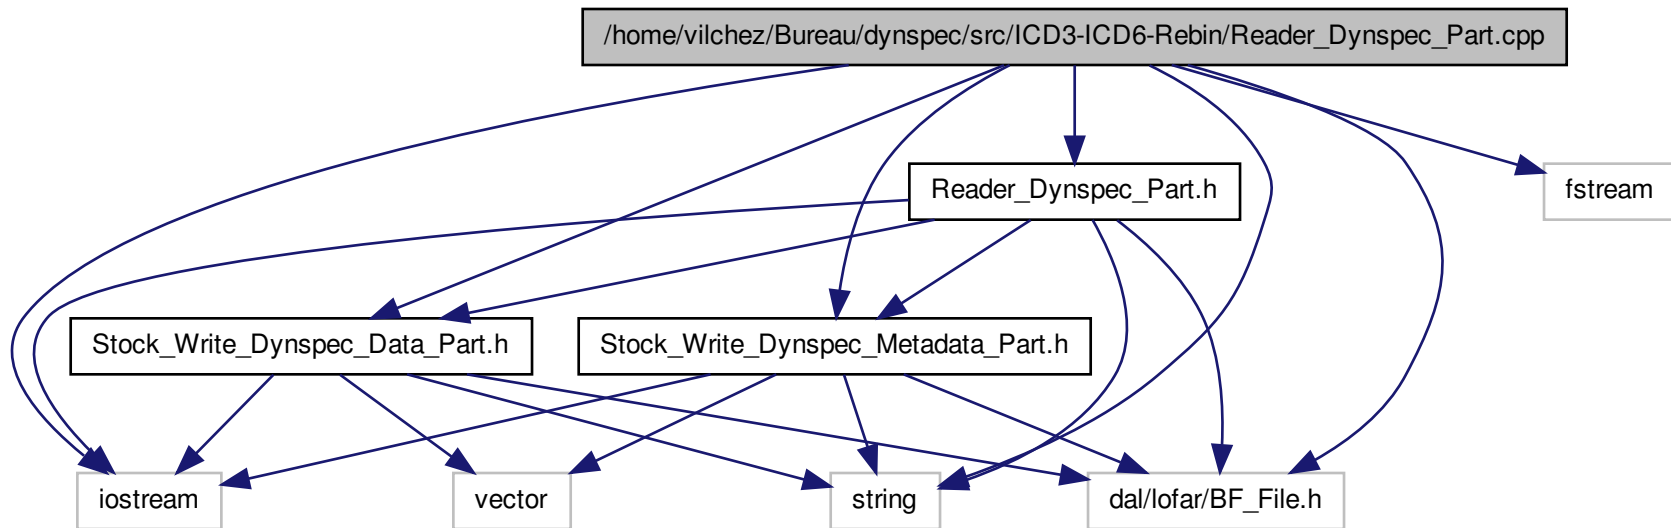 /home/vilchez/Bureau/dynspec/src/ICD3-ICD6-Rebin/Reader_Dynspec_Part.cpp
Reader_Dynspec_Part.h
fstream
Stock_Write_Dynspec_Data_Part.h
Stock_Write_Dynspec_Metadata_Part.h
iostream
vector
string
dal/lofar/BF_File.h